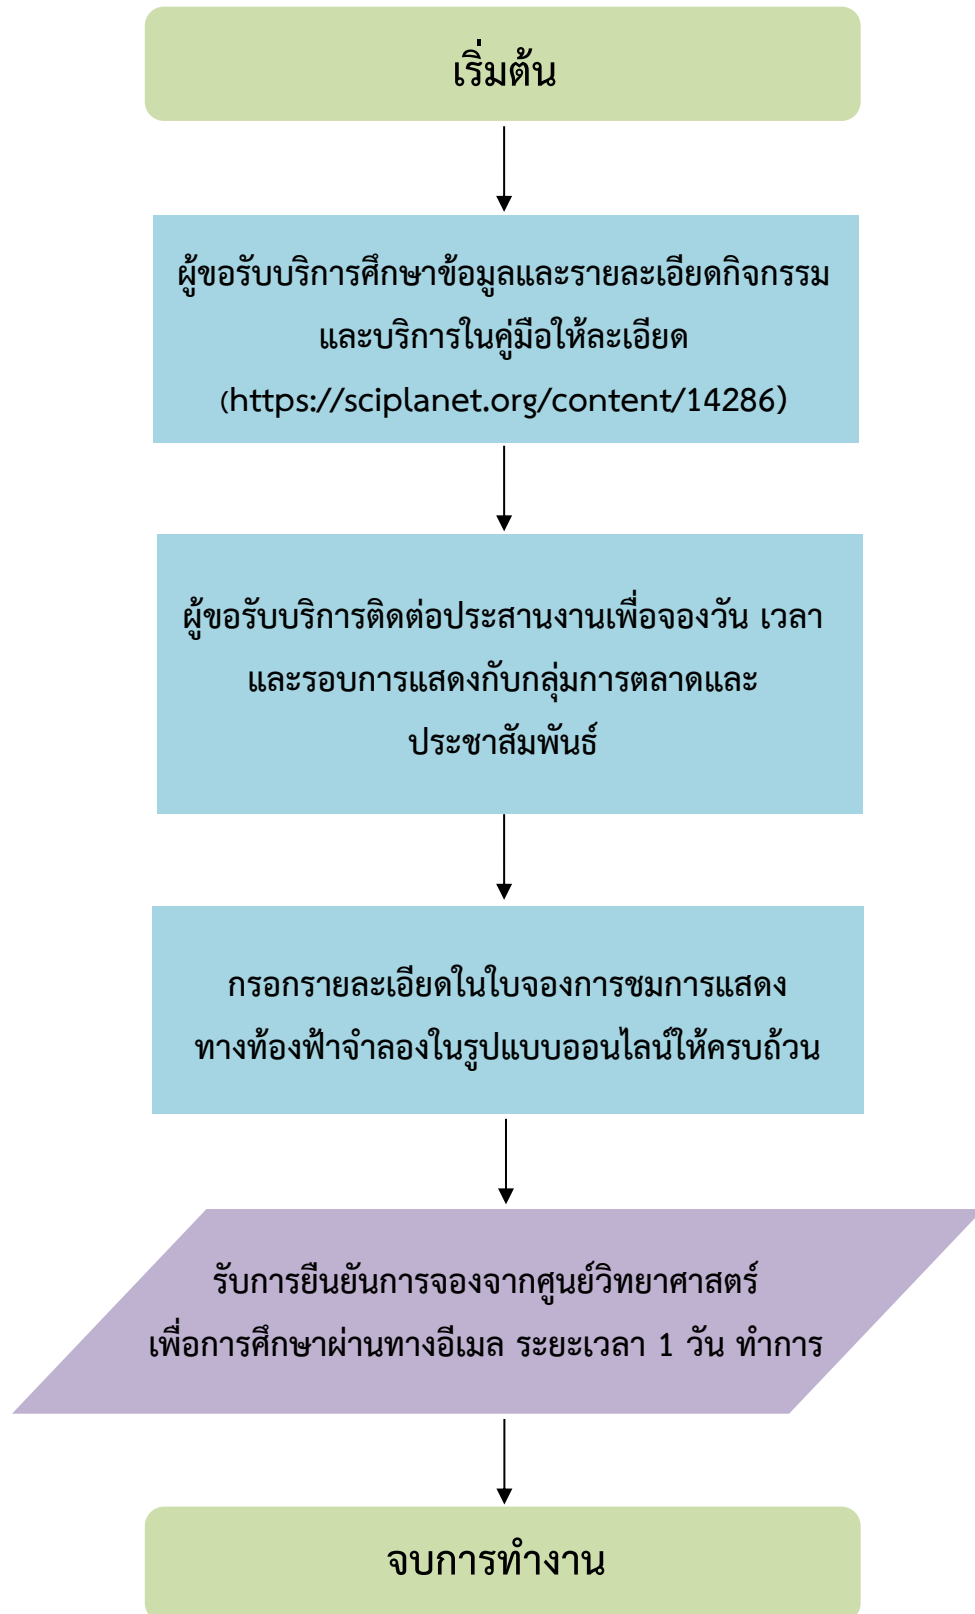 เริ่มต้น
ผู้ขอรับบริการศึกษาข้อมูลและรายละเอียดกิจกรรม
และบริการในคู่มือให้ละเอียด
(https://sciplanet.org/content/14286)
ผู้ขอรับบริการติดต่อประสานงานเพื่อจองวัน เวลา
และรอบการแสดงกับกลุ่มการตลาดและ
ประชาสัมพันธ์
กรอกรายละเอียดในใบจองการชมการแสดง
ทางท้องฟ้าจำลองในรูปแบบออนไลน์ให้ครบถ้วน
รับการยืนยันการจองจากศูนย์วิทยาศาสตร์
เพื่อการศึกษาผ่านทางอีเมล ระยะเวลา 1 วัน ทำการ
จบการทำงาน